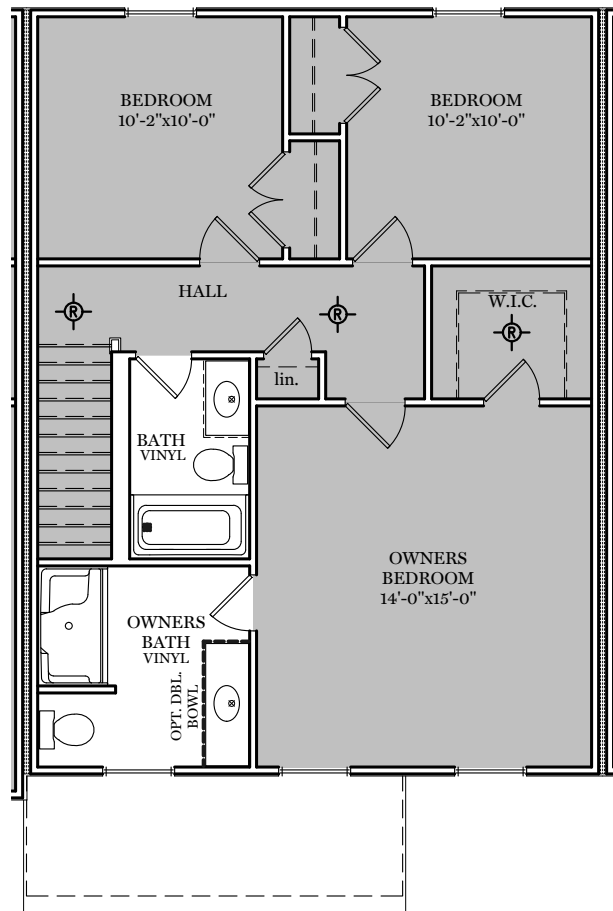 BEDROOM
10'-2"x10'-0"
BEDROOM
10'-2"x10'-0"
HALL
R
R
W.I.C.
R
lin.
BATH
VINYL
OWNERS
BEDROOM
14'-0"x15'-0"
OWNERS
BATH
VINYL
OPT. DBL.
BOWL